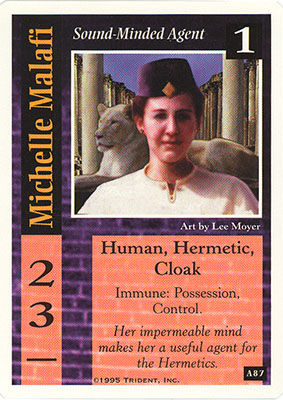 Michelle Malafi
Sound-Minded Agent
1
Art by Lee Moyer
2
3
Human, Hermetic,
Cloak
Immune: Possession,
Control.
Her impermeable mind
makes her a useful agent for
the Hermetics.
©1995 TRIDENT, INC.
A87